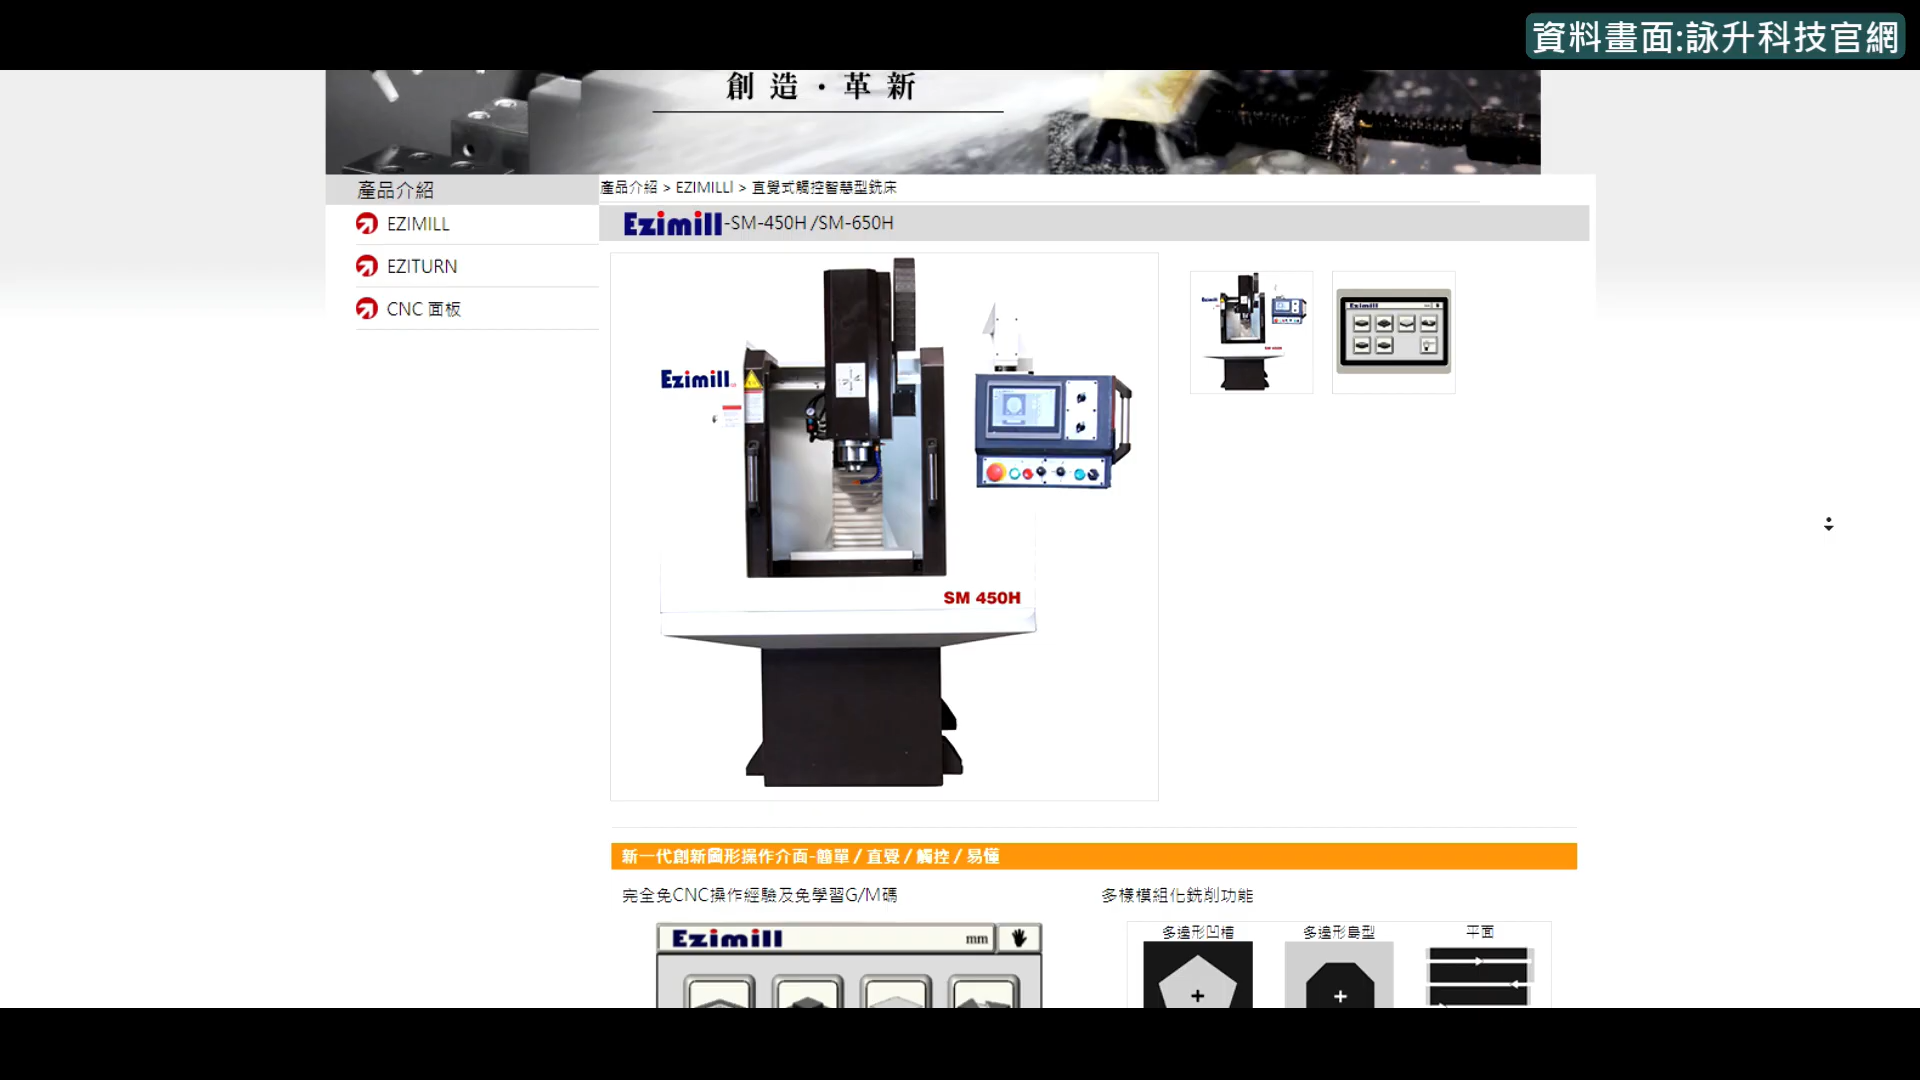 資料畫面:詠升科技官網
創造・革新
產品介紹
產品介紹 > EZIMILLI > 直覺式觸控智慧型銑床
Ezimill-SM-450H /SM-650H
EZIMILL
EZITURN
CNC 面板
Ezimill
SM 450H
新一代創新圖形操作介面-簡單 / 直覺 / 觸控 / 易懂
完全免CNC操作經驗及免學習G/M碼
多樣模組化銑削功能
Ezimill
mm
多邊形凹槽
多邊形島型
平面